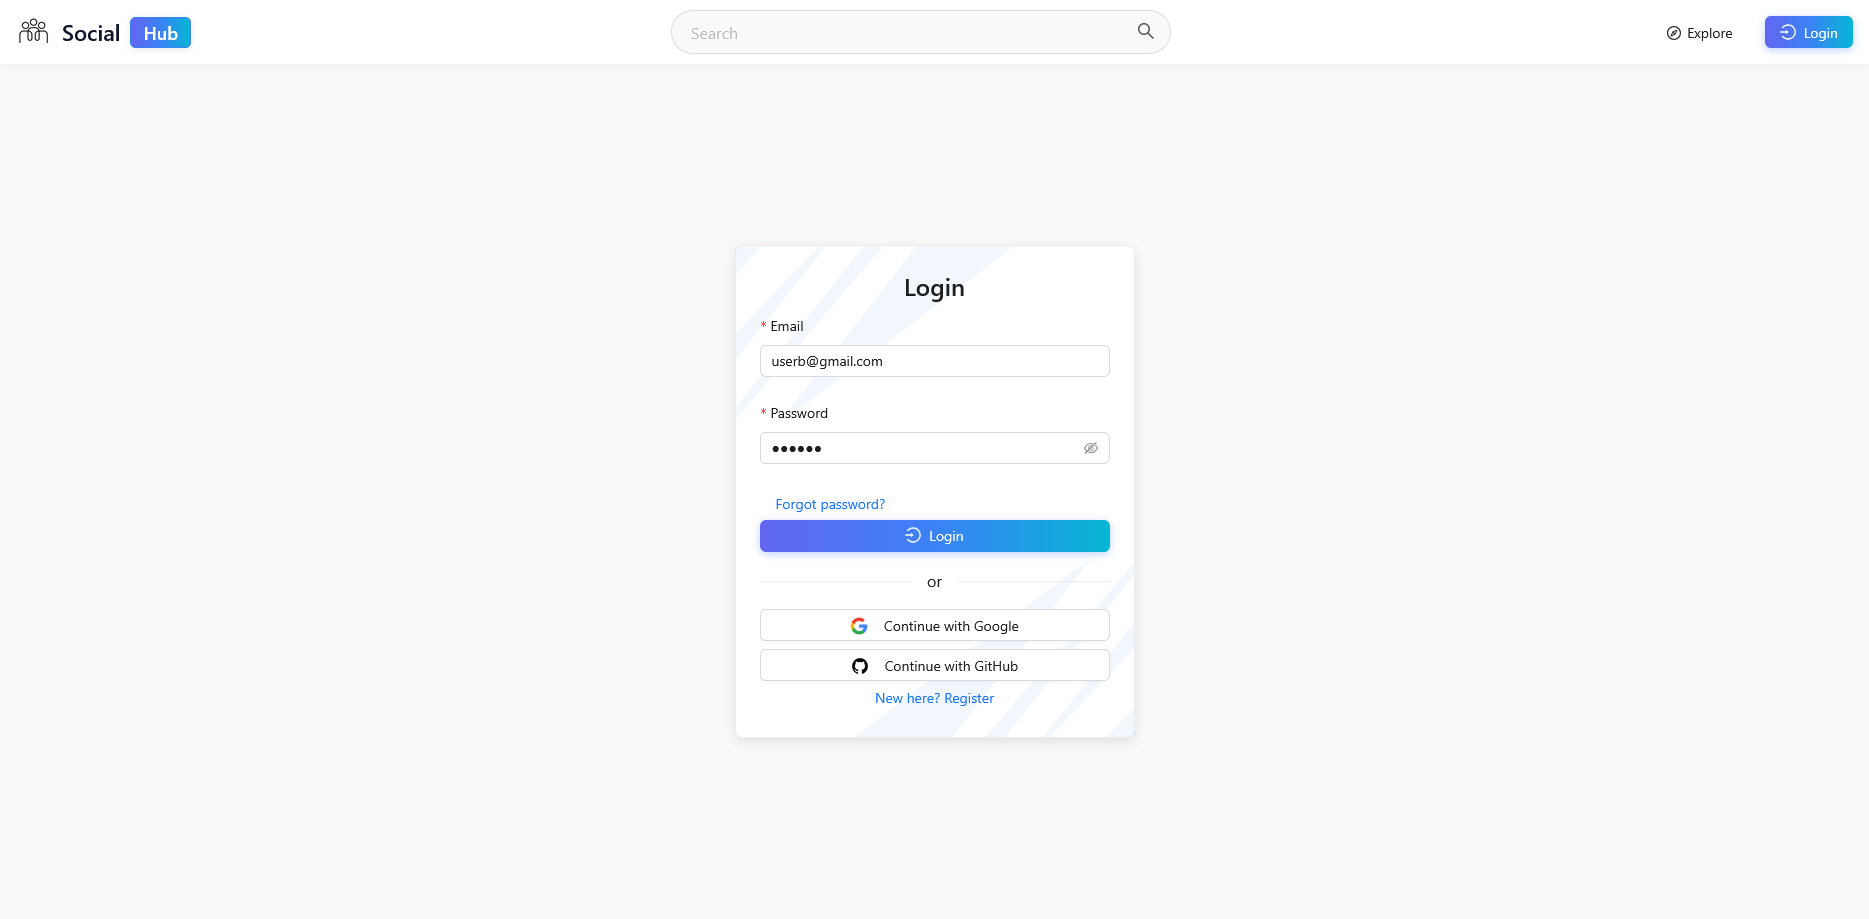 Social Hub
Search
Explore
Login
Login
* Email
userb@gmail.com
* Password
••••••
Forgot password?
Login
or
Continue with Google
Continue with GitHub
New here? Register